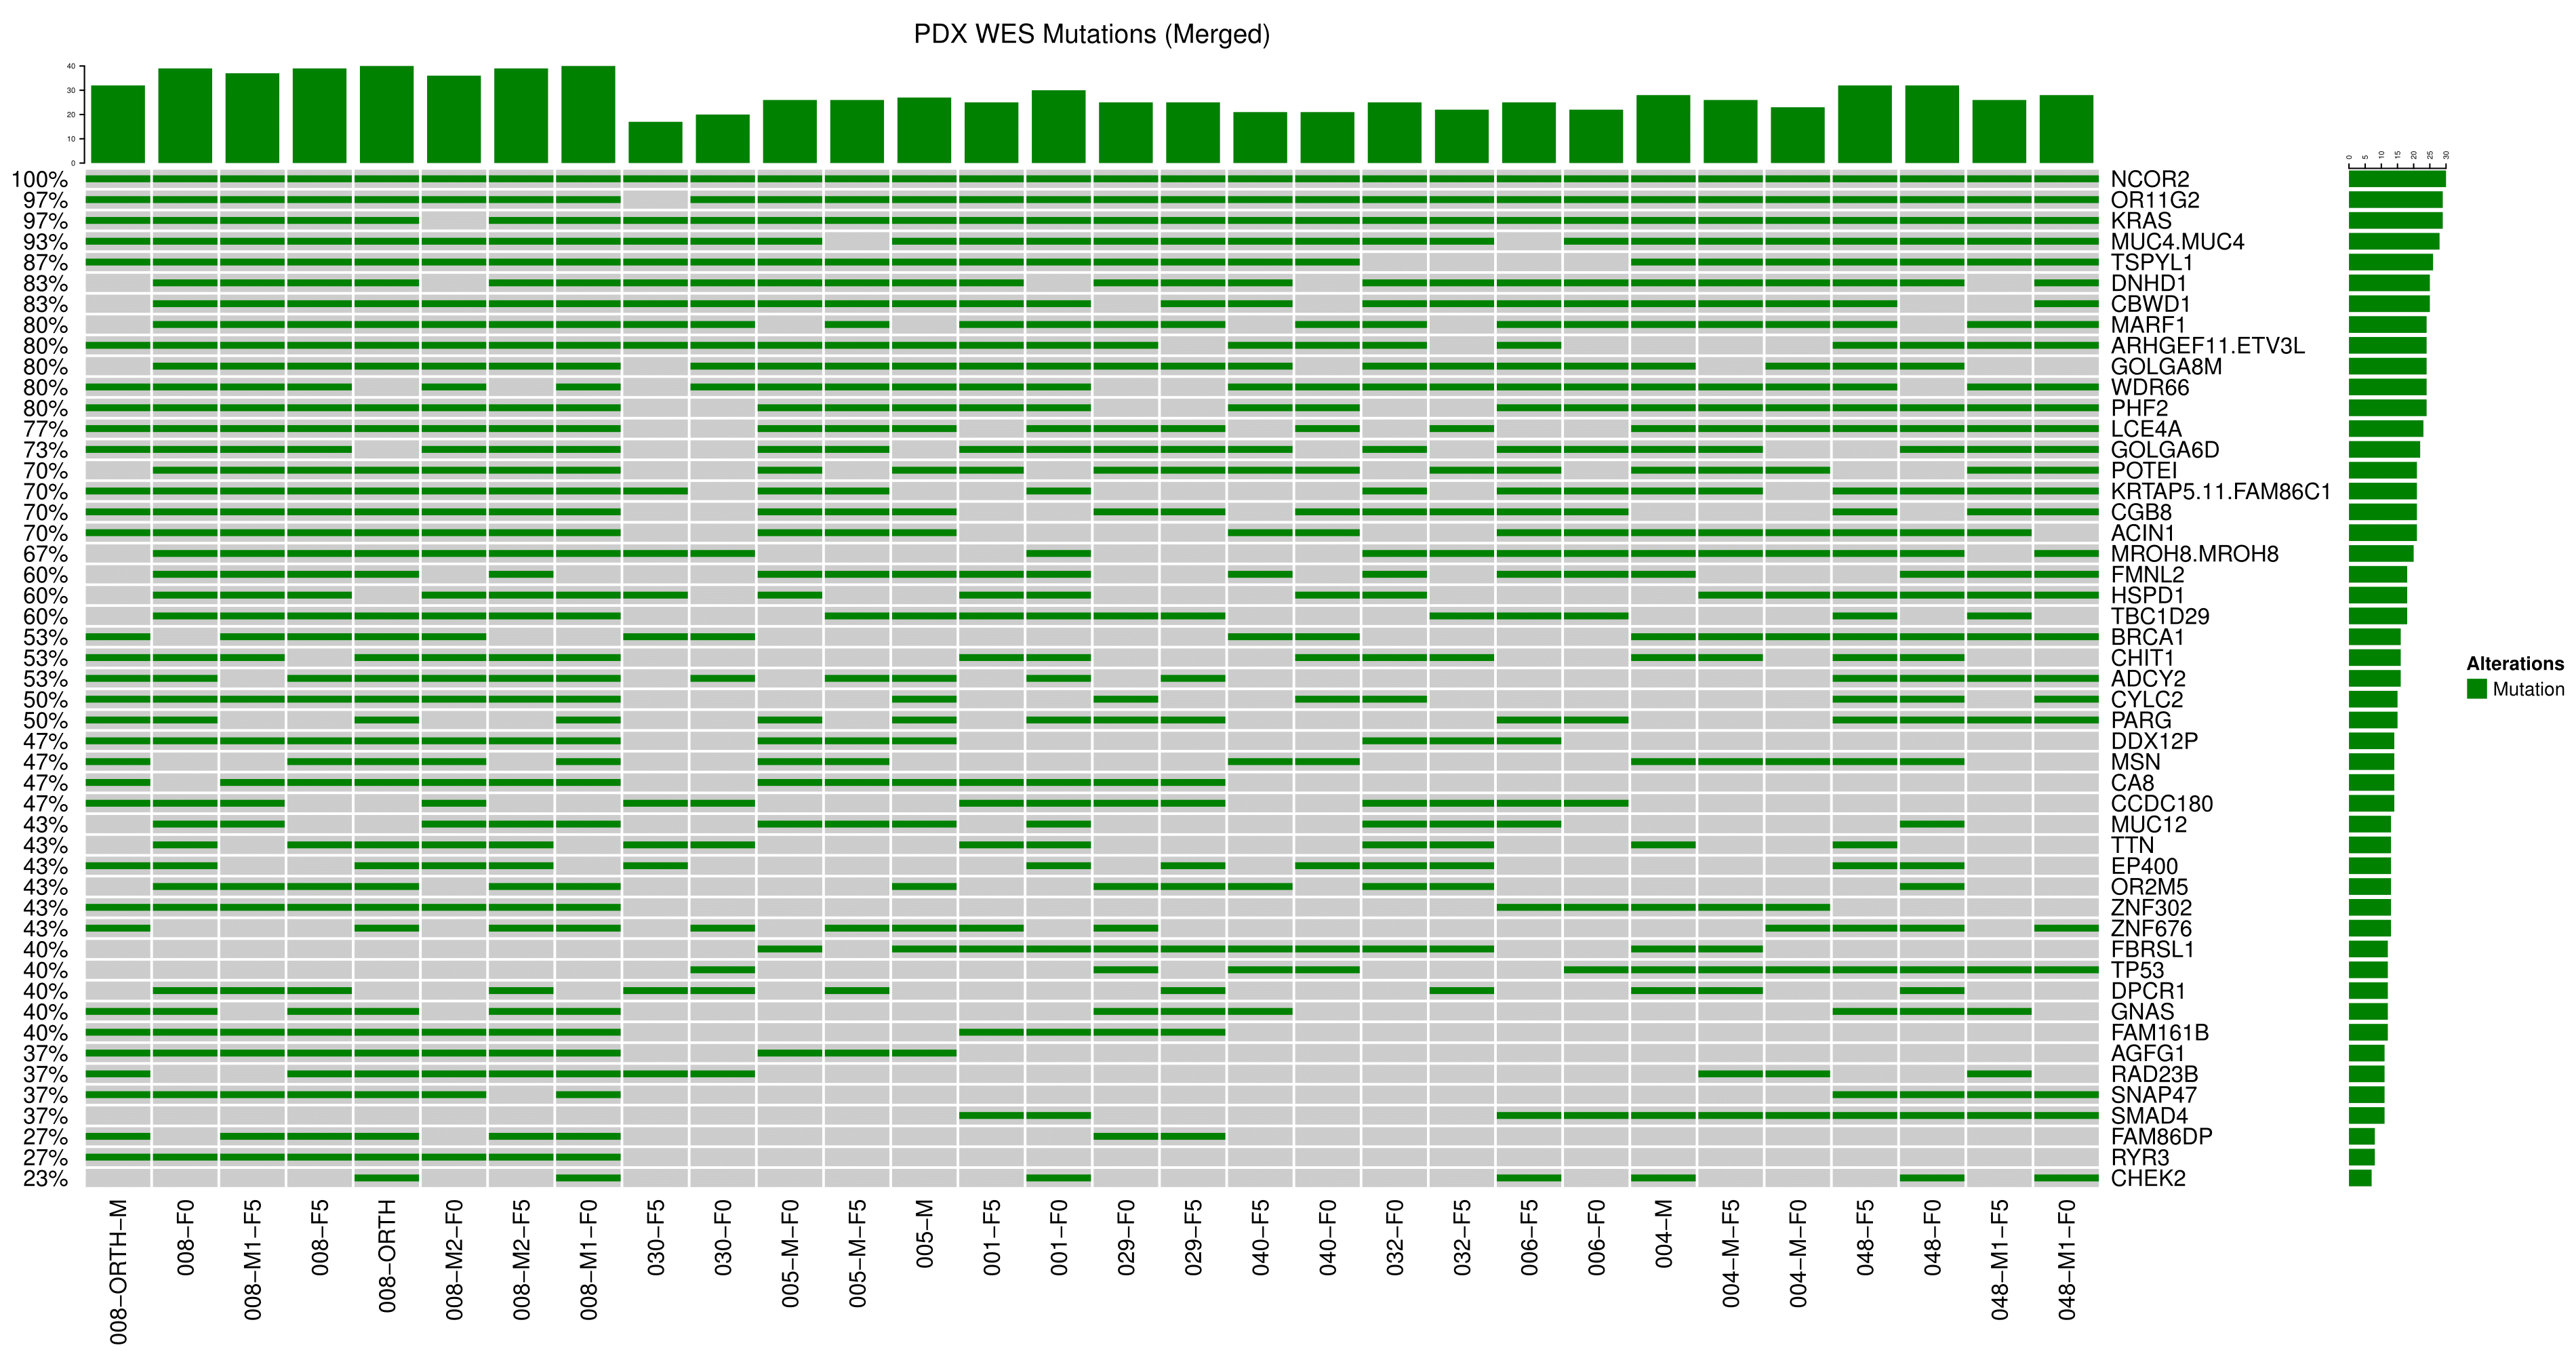 PDX WES Mutations (Merged)
40
30
20
10
0
0 5 10 15 20 25 30
100% NCOR2
97% OR11G2
97% KRAS
93% MUC4.MUC4
87% TSPYL1
83% DNHD1
83% CBWD1
80% MARF1
80% ARHGEF11.ETV3L
80% GOLGA8M
80% WDR66
80% PHF2
77% LCE4A
73% GOLGA6D
70% POTEI
70% KRTAP5.11.FAM86C1
70% CGB8
70% ACIN1
67% MROH8.MROH8
60% FMNL2
60% HSPD1
60% TBC1D29
53% BRCA1
53% CHIT1
53% ADCY2
50% CYLC2
50% PARG
47% DDX12P
47% MSN
47% CA8
47% CCDC180
43% MUC12
43% TTN
43% EP400
43% OR2M5
43% ZNF302
43% ZNF676
40% FBRSL1
40% TP53
40% DPCR1
40% GNAS
40% FAM161B
37% AGFG1
37% RAD23B
37% SNAP47
37% SMAD4
27% FAM86DP
27% RYR3
23% CHEK2
Alterations
Mutation
008−ORTH−M
008−F0
008−M1−F5
008−F5
008−ORTH
008−M2−F0
008−M2−F5
008−M1−F0
030−F5
030−F0
005−M−F0
005−M−F5
005−M
001−F5
001−F0
029−F0
029−F5
040−F5
040−F0
032−F0
032−F5
006−F5
006−F0
004−M
004−M−F5
004−M−F0
048−F5
048−F0
048−M1−F5
048−M1−F0